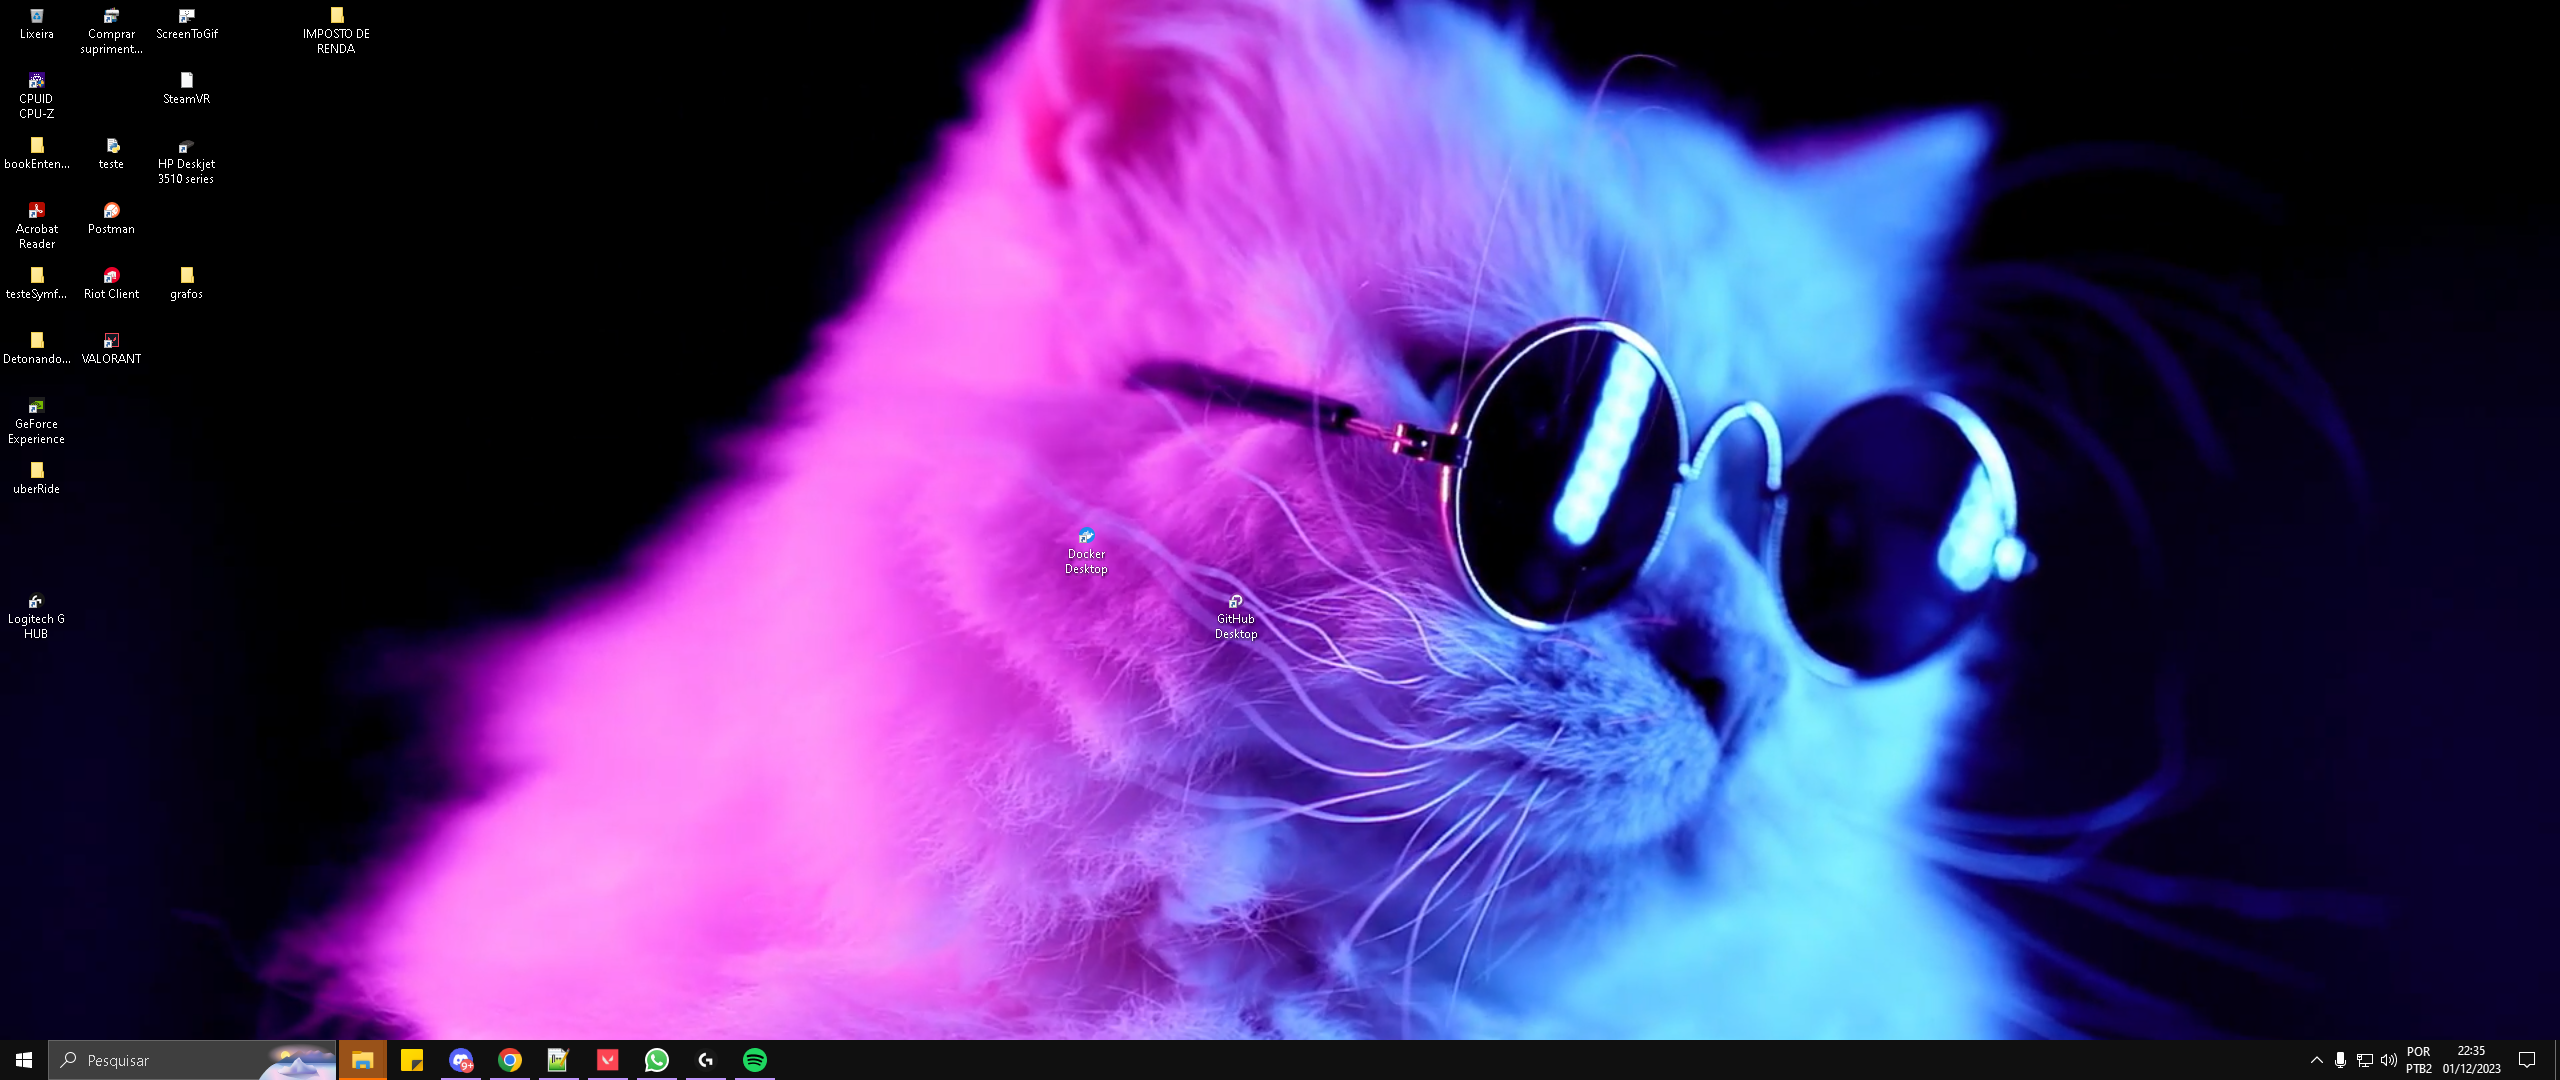 Lixeira
Comprar
supriment...
ScreenToGif
IMPOSTO DE
RENDA
CPUID
CPU-Z
SteamVR
bookEnten...
teste
HP Deskjet
3510 series
Acrobat
Reader
Postman
testeSymf...
Riot Client
grafos
Detonando...
VALORANT
GeForce
Experience
uberRide
Docker
Desktop
Logitech G
HUB
GitHub
Desktop
Pesquisar
9+
POR
PTB2
22:35
01/12/2023